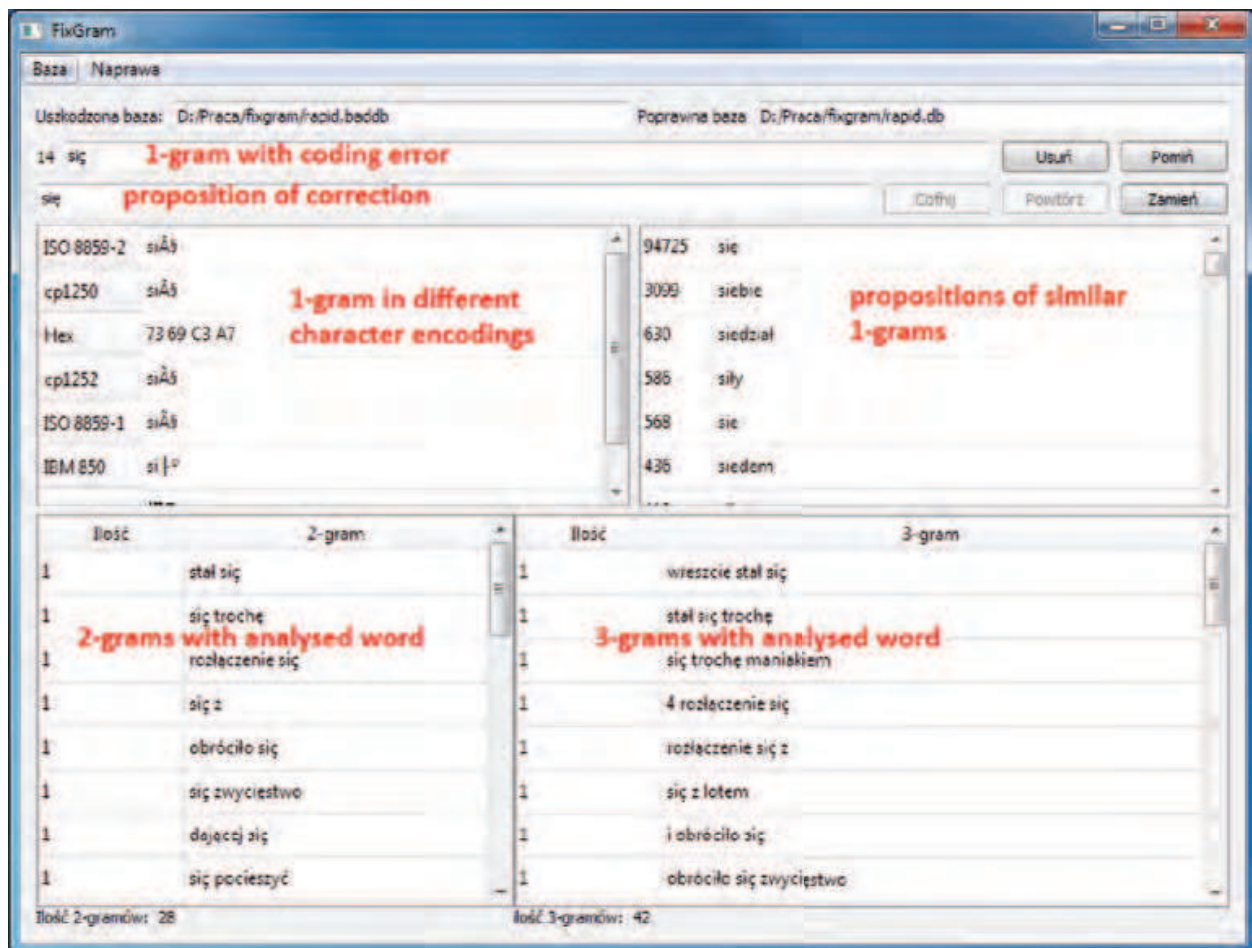 FixGram
Baza Naprawa
Uszkodzona baza: D:/Praca/fixgram/rapid.baddb Poprawna baza D:/Praca/fixgram/rapid.db
14 siç 1-gram with coding error Usuń Pomiń
się proposition of correction Cofnij Powtórz Zamień
ISO 8859-2 siĂ§
94725 się
cp1250 siĂ§
3099 siebie
1-gram in different
character encodings
propositions of similar
1-grams
Hex 73 69 C3 A7
630 siedział
cp1252 siÃ§
586 siły
ISO 8859-1 siÃ§
568 sie
IBM 850 si├º
436 siedem
Ilość 2-gram Ilość 3-gram
1 stał siç
1 wreszcie stał siç
1 siç trochę
1 stał siç trochę
2-grams with analysed word 3-grams with analysed word
1 rozłączenie siç
1 siç trochę maniakiem
1 siç z
1 4 rozłączenie siç
1 obróciło siç
1 rozłączenie siç z
1 siç zwycięstwo
1 siç z lotem
1 dającej siç
1 i obróciło siç
1 siç pocieszyć
1 obróciło siç zwycięstwo
Ilość 2-gramów: 28 Ilość 3-gramów: 42